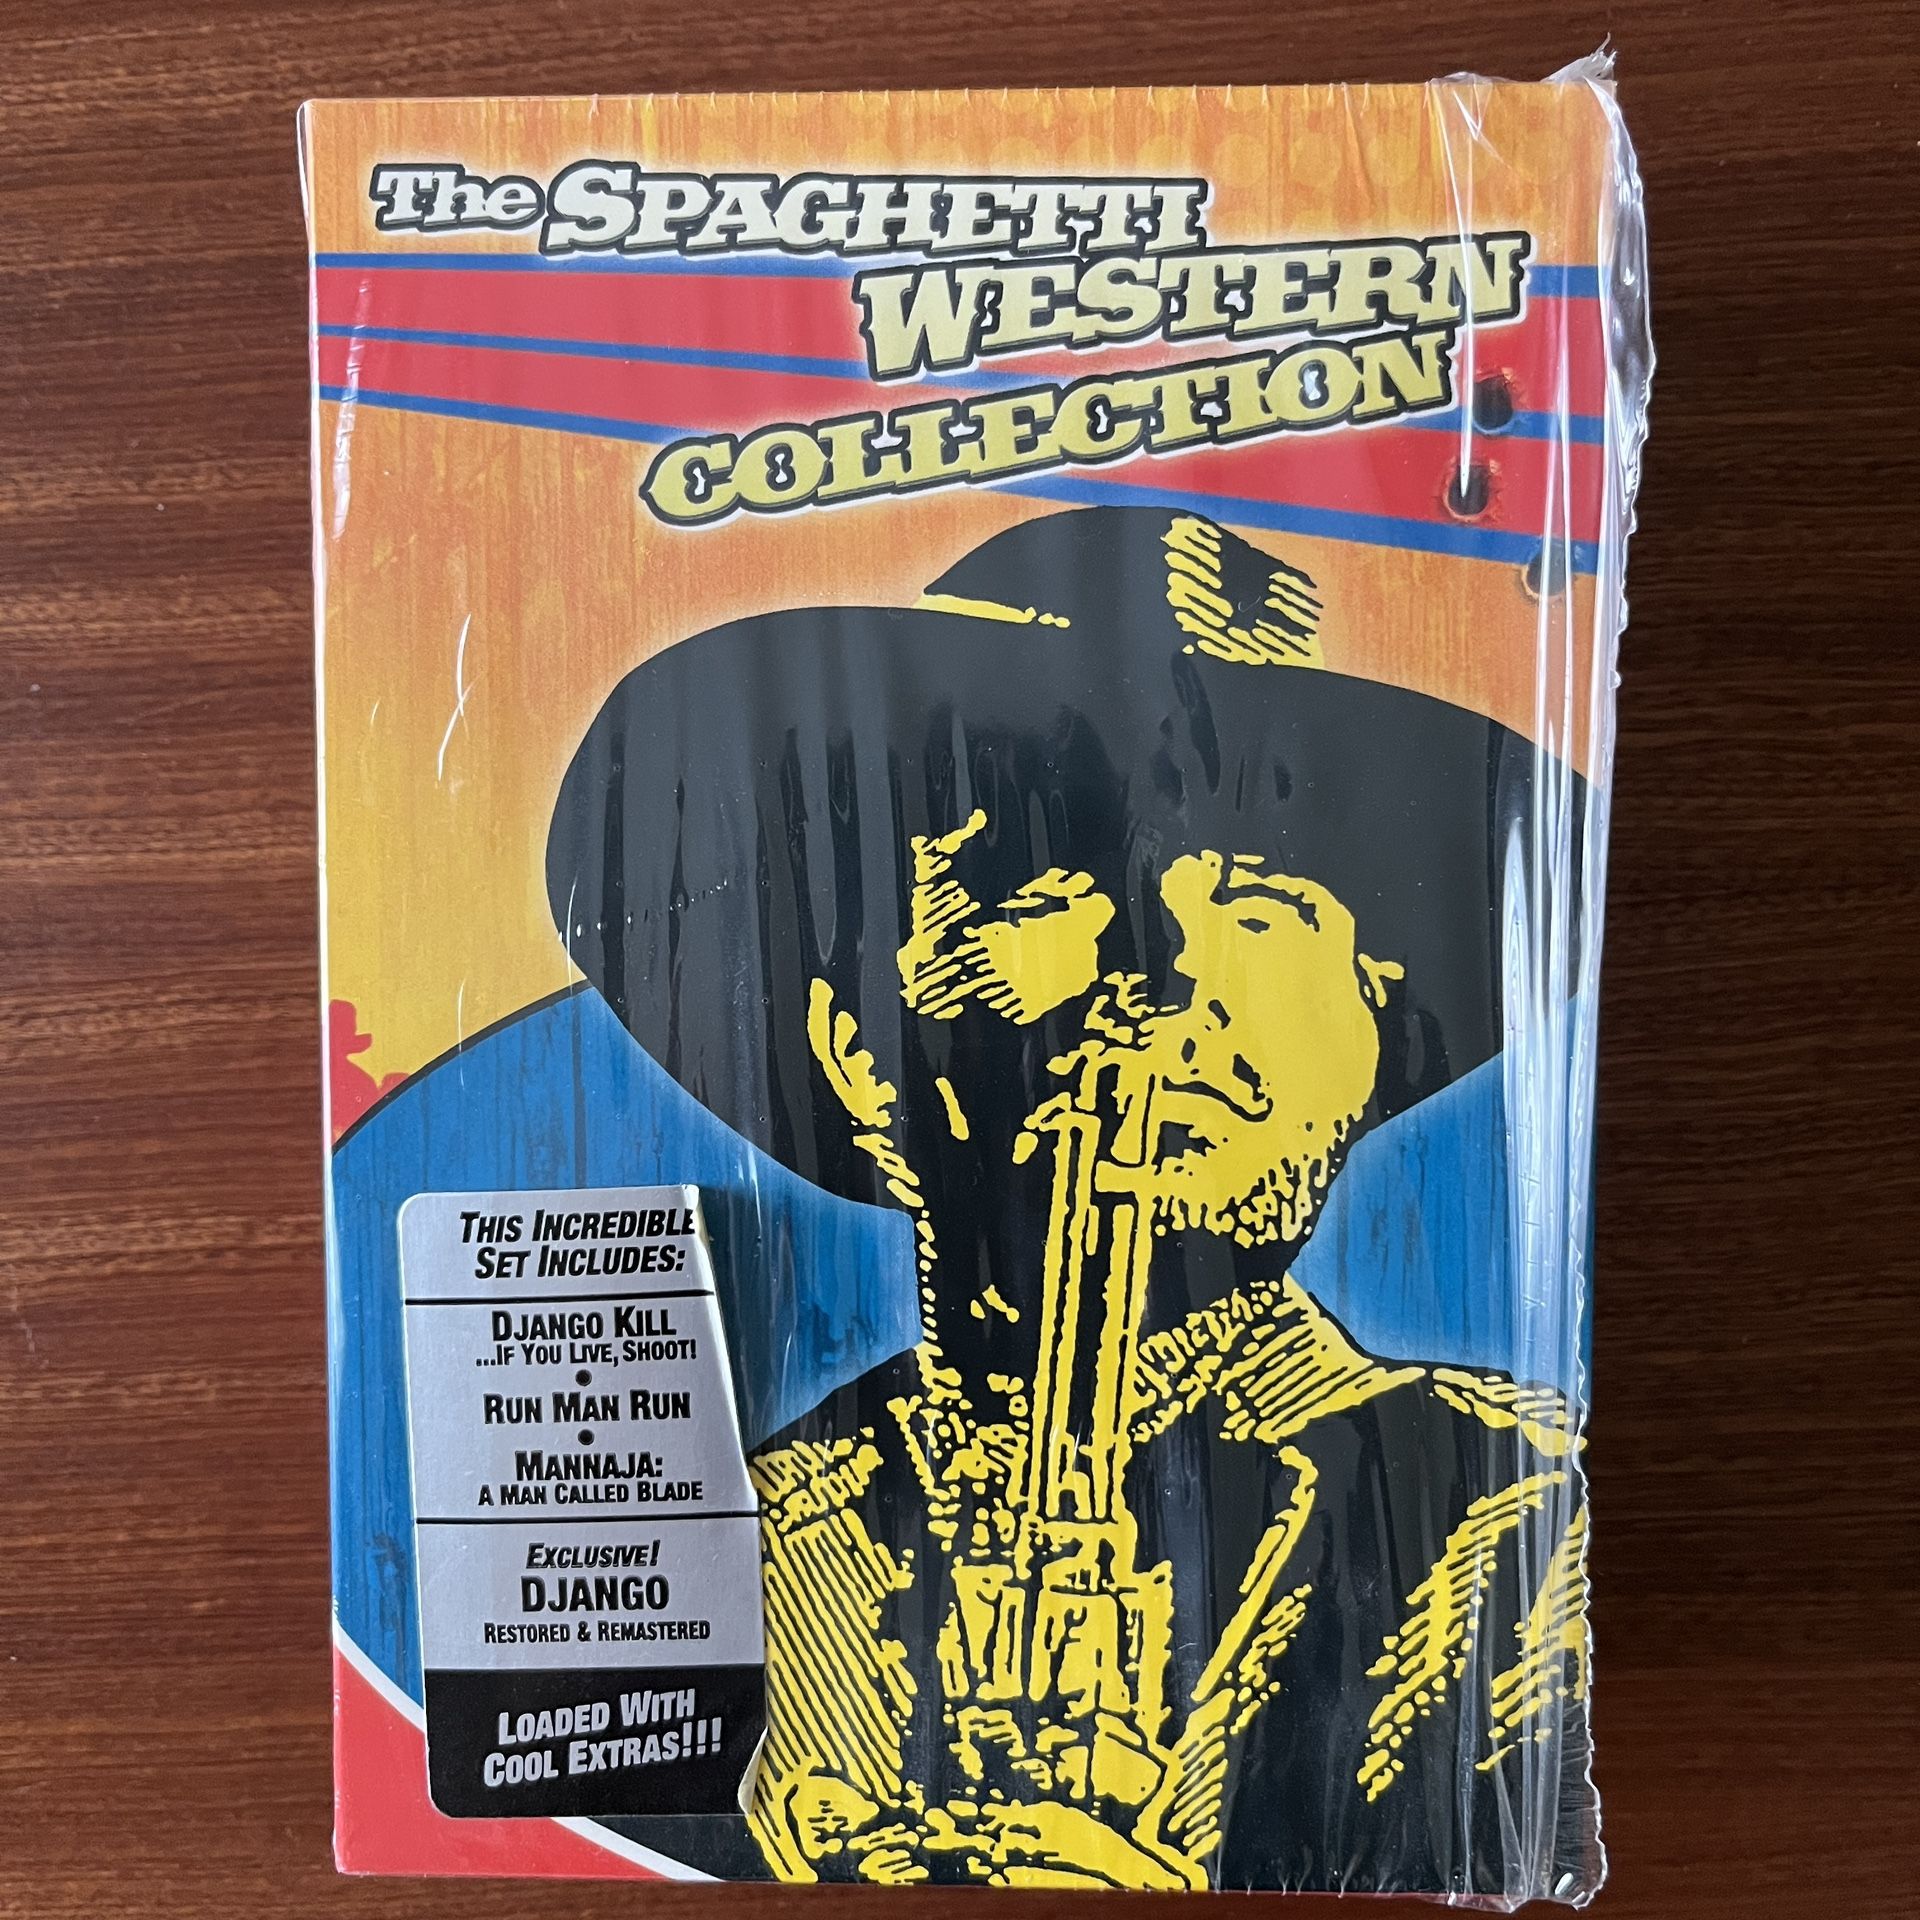 The SPAGHETTI
WESTERN
COLLECTION
THIS INCREDIBLE
SET INCLUDES:
DJANGO KILL
...IF YOU LIVE, SHOOT!
•
RUN MAN RUN
•
MANNAJA:
A MAN CALLED BLADE
EXCLUSIVE!
DJANGO
RESTORED & REMASTERED
LOADED WITH
COOL EXTRAS!!!